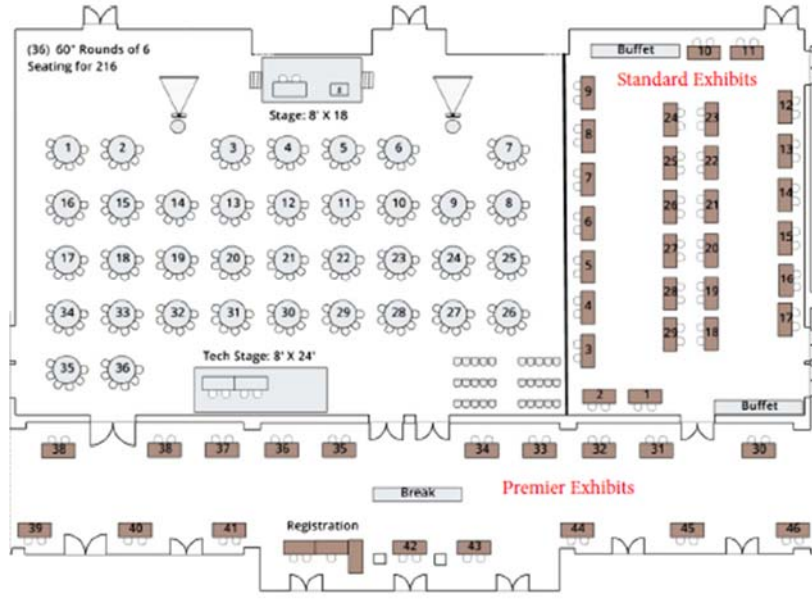 (36) 60" Rounds of 6
Seating for 216
Stage: 8' X 18
Buffet
10 11
Standard Exhibits
9
8
7
6
5
4
3
24 23
25 22
26 21
27 20
28 19
29 18
12
13
14
15
16
17
2 1
Buffet
1 2 3 4 5 6 7
16 15 14 13 12 11 10 9 8
17 18 19 20 21 22 23 24 25
34 33 32 31 30 29 28 27 26
35 36
Tech Stage: 8' X 24'
38 38 37 36 35 34 33 32 31 30
Break
Premier Exhibits
39 40 41
Registration
42 43
44 45 46